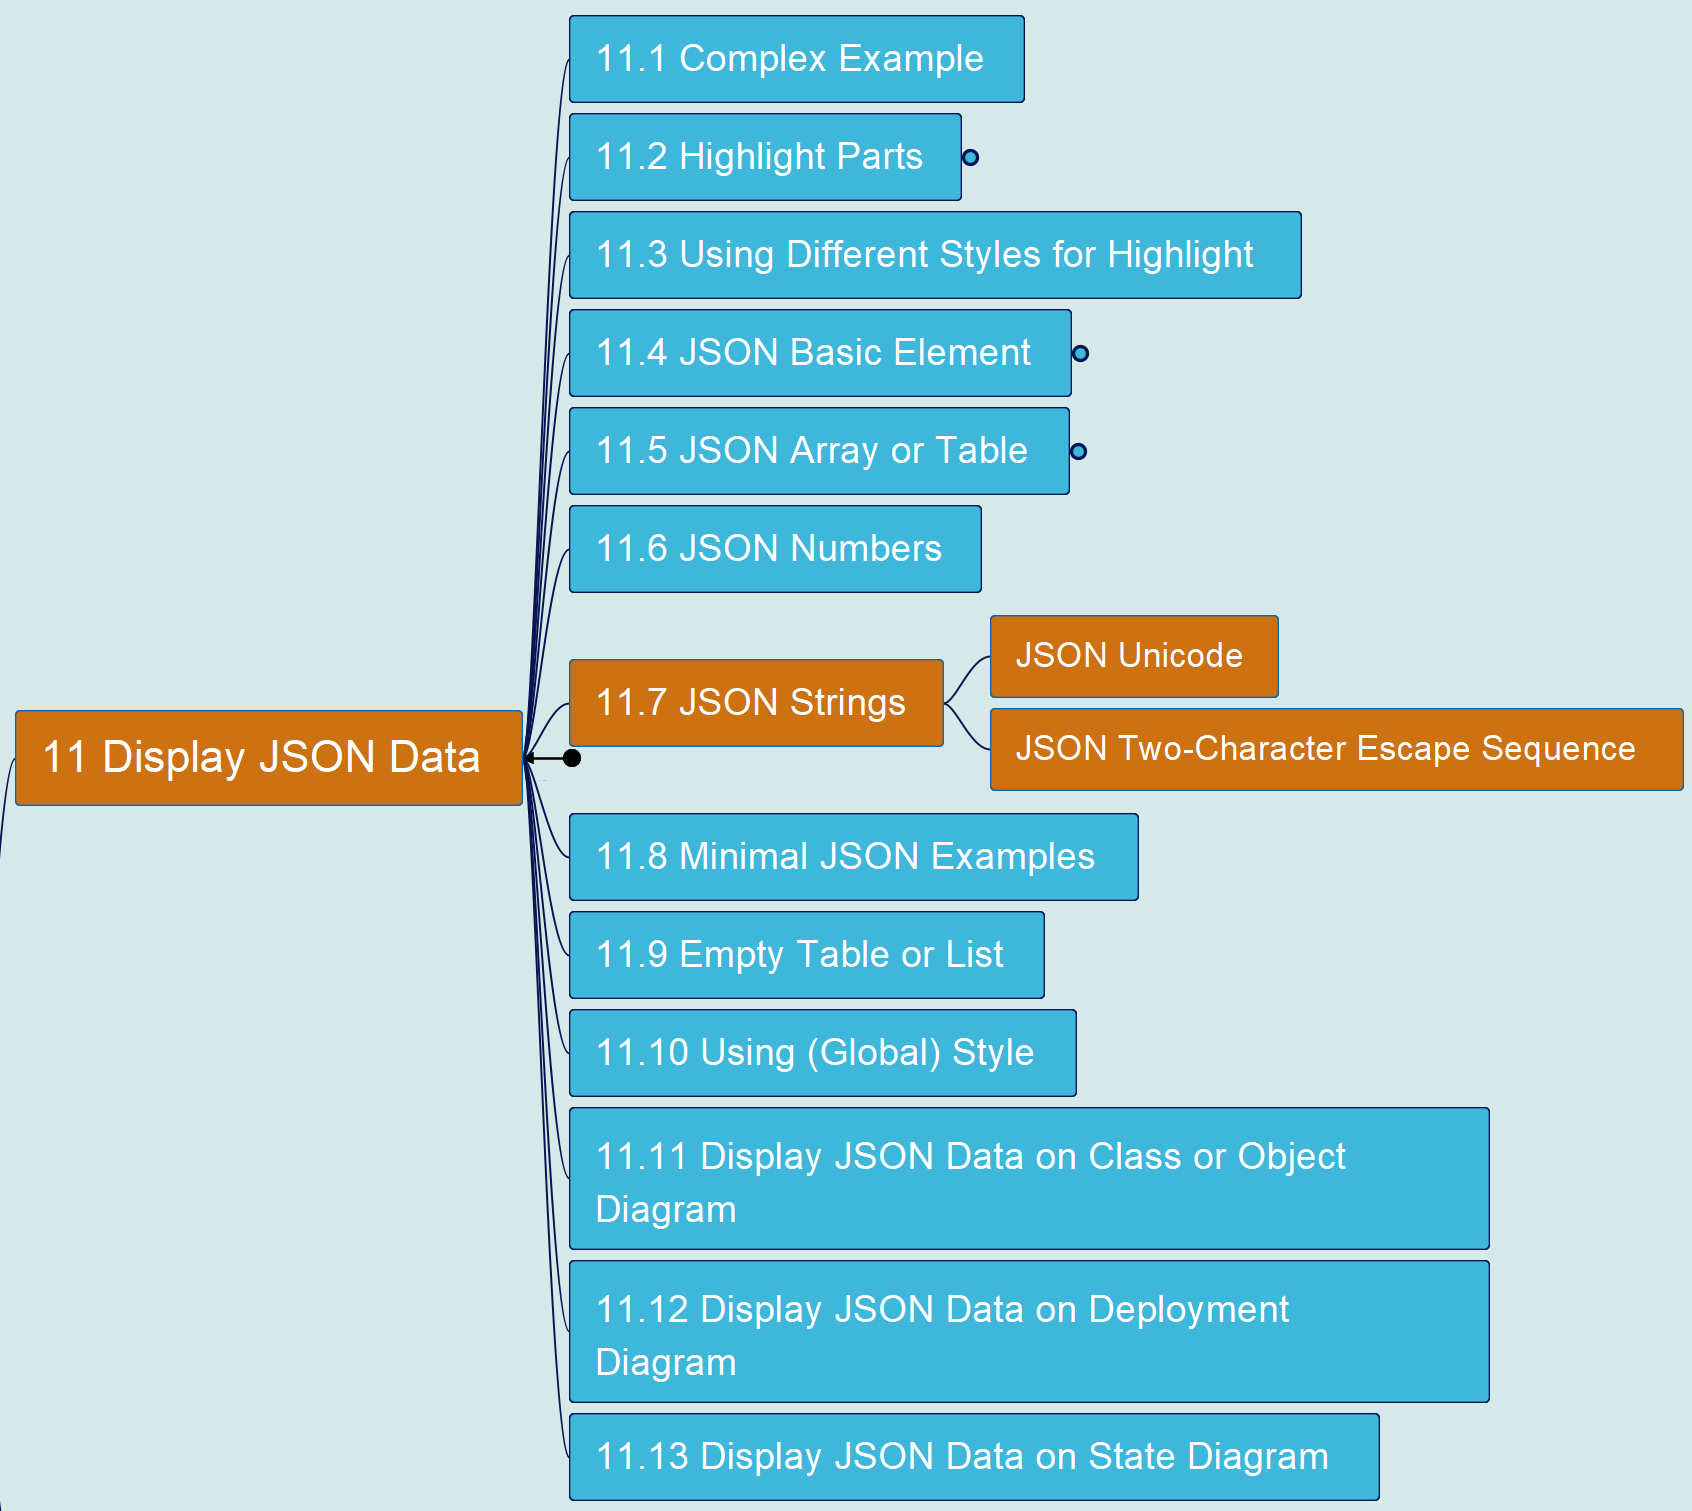 11.1 Complex Example
11.2 Highlight Parts
11.3 Using Different Styles for Highlight
11.4 JSON Basic Element
11.5 JSON Array or Table
11.6 JSON Numbers
11 Display JSON Data
11.7 JSON Strings
JSON Unicode
JSON Two-Character Escape Sequence
11.8 Minimal JSON Examples
11.9 Empty Table or List
11.10 Using (Global) Style
11.11 Display JSON Data on Class or Object
Diagram
11.12 Display JSON Data on Deployment
Diagram
11.13 Display JSON Data on State Diagram